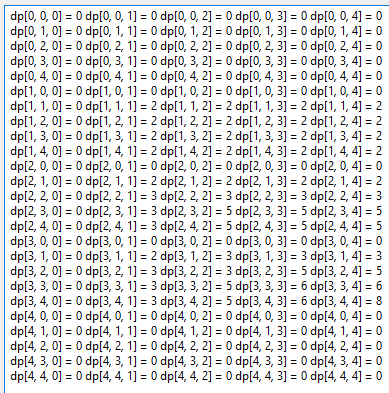 dp[0, 0, 0] = 0 dp[0, 0, 1] = 0 dp[0, 0, 2] = 0 dp[0, 0, 3] = 0 dp[0, 0, 4] = 0
dp[0, 1, 0] = 0 dp[0, 1, 1] = 0 dp[0, 1, 2] = 0 dp[0, 1, 3] = 0 dp[0, 1, 4] = 0
dp[0, 2, 0] = 0 dp[0, 2, 1] = 0 dp[0, 2, 2] = 0 dp[0, 2, 3] = 0 dp[0, 2, 4] = 0
dp[0, 3, 0] = 0 dp[0, 3, 1] = 0 dp[0, 3, 2] = 0 dp[0, 3, 3] = 0 dp[0, 3, 4] = 0
dp[0, 4, 0] = 0 dp[0, 4, 1] = 0 dp[0, 4, 2] = 0 dp[0, 4, 3] = 0 dp[0, 4, 4] = 0
dp[1, 0, 0] = 0 dp[1, 0, 1] = 0 dp[1, 0, 2] = 0 dp[1, 0, 3] = 0 dp[1, 0, 4] = 0
dp[1, 1, 0] = 0 dp[1, 1, 1] = 2 dp[1, 1, 2] = 2 dp[1, 1, 3] = 2 dp[1, 1, 4] = 2
dp[1, 2, 0] = 0 dp[1, 2, 1] = 2 dp[1, 2, 2] = 2 dp[1, 2, 3] = 2 dp[1, 2, 4] = 2
dp[1, 3, 0] = 0 dp[1, 3, 1] = 2 dp[1, 3, 2] = 2 dp[1, 3, 3] = 2 dp[1, 3, 4] = 2
dp[1, 4, 0] = 0 dp[1, 4, 1] = 2 dp[1, 4, 2] = 2 dp[1, 4, 3] = 2 dp[1, 4, 4] = 2
dp[2, 0, 0] = 0 dp[2, 0, 1] = 0 dp[2, 0, 2] = 0 dp[2, 0, 3] = 0 dp[2, 0, 4] = 0
dp[2, 1, 0] = 0 dp[2, 1, 1] = 2 dp[2, 1, 2] = 2 dp[2, 1, 3] = 2 dp[2, 1, 4] = 2
dp[2, 2, 0] = 0 dp[2, 2, 1] = 3 dp[2, 2, 2] = 3 dp[2, 2, 3] = 3 dp[2, 2, 4] = 3
dp[2, 3, 0] = 0 dp[2, 3, 1] = 3 dp[2, 3, 2] = 5 dp[2, 3, 3] = 5 dp[2, 3, 4] = 5
dp[2, 4, 0] = 0 dp[2, 4, 1] = 3 dp[2, 4, 2] = 5 dp[2, 4, 3] = 5 dp[2, 4, 4] = 5
dp[3, 0, 0] = 0 dp[3, 0, 1] = 0 dp[3, 0, 2] = 0 dp[3, 0, 3] = 0 dp[3, 0, 4] = 0
dp[3, 1, 0] = 0 dp[3, 1, 1] = 2 dp[3, 1, 2] = 3 dp[3, 1, 3] = 3 dp[3, 1, 4] = 3
dp[3, 2, 0] = 0 dp[3, 2, 1] = 3 dp[3, 2, 2] = 3 dp[3, 2, 3] = 5 dp[3, 2, 4] = 5
dp[3, 3, 0] = 0 dp[3, 3, 1] = 3 dp[3, 3, 2] = 5 dp[3, 3, 3] = 6 dp[3, 3, 4] = 6
dp[3, 4, 0] = 0 dp[3, 4, 1] = 3 dp[3, 4, 2] = 5 dp[3, 4, 3] = 6 dp[3, 4, 4] = 8
dp[4, 0, 0] = 0 dp[4, 0, 1] = 0 dp[4, 0, 2] = 0 dp[4, 0, 3] = 0 dp[4, 0, 4] = 0
dp[4, 1, 0] = 0 dp[4, 1, 1] = 0 dp[4, 1, 2] = 0 dp[4, 1, 3] = 0 dp[4, 1, 4] = 0
dp[4, 2, 0] = 0 dp[4, 2, 1] = 0 dp[4, 2, 2] = 0 dp[4, 2, 3] = 0 dp[4, 2, 4] = 0
dp[4, 3, 0] = 0 dp[4, 3, 1] = 0 dp[4, 3, 2] = 0 dp[4, 3, 3] = 0 dp[4, 3, 4] = 0
dp[4, 4, 0] = 0 dp[4, 4, 1] = 0 dp[4, 4, 2] = 0 dp[4, 4, 3] = 0 dp[4, 4, 4] = 0